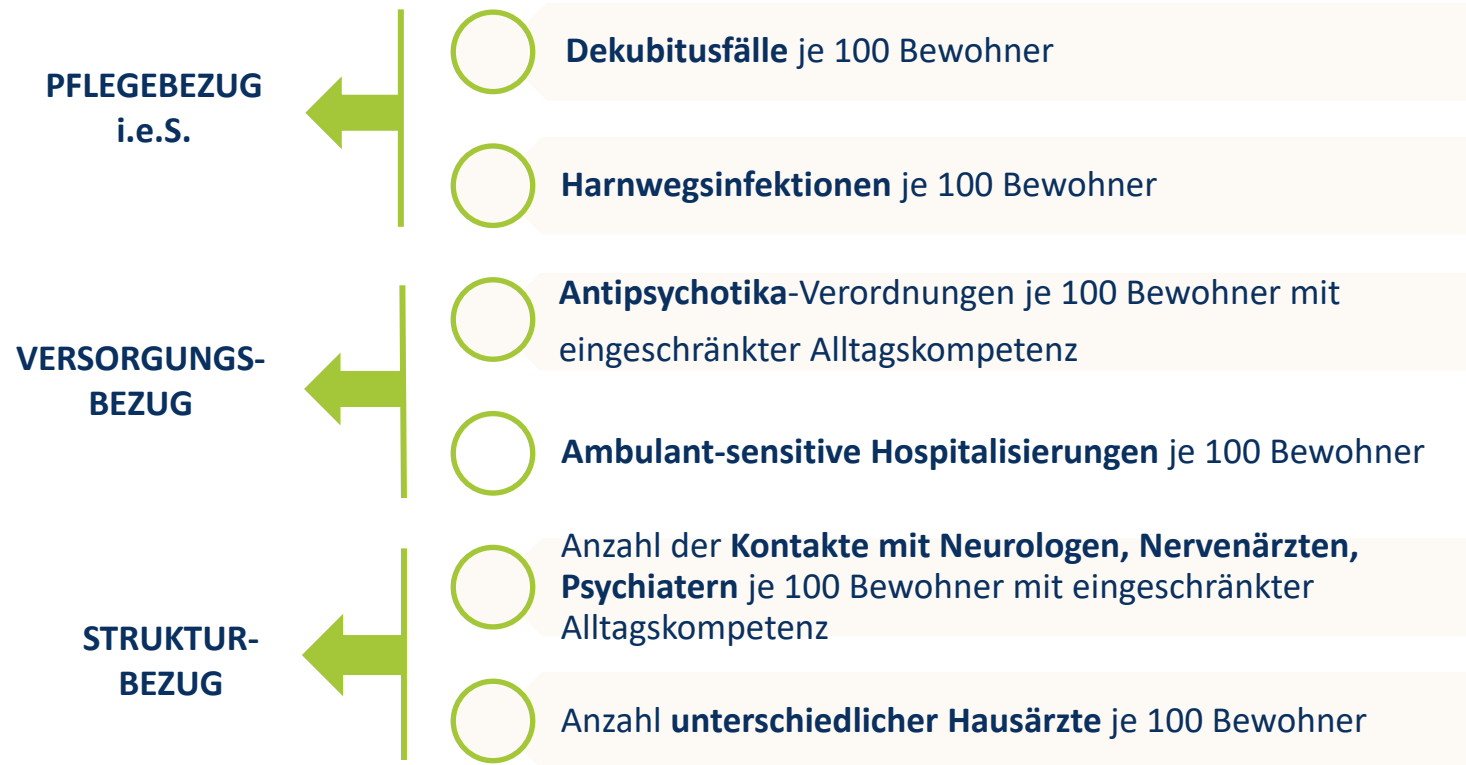 PFLEGEBEZUG
i.e.S.
Dekubitusfälle je 100 Bewohner
Harnwegsinfektionen je 100 Bewohner
VERSORGUNGS-
BEZUG
Antipsychotika-Verordnungen je 100 Bewohner mit
eingeschränkter Alltagskompetenz
Ambulant-sensitive Hospitalisierungen je 100 Bewohner
STRUKTUR-
BEZUG
Anzahl der Kontakte mit Neurologen, Nervenärzten,
Psychiatern je 100 Bewohner mit eingeschränkter
Alltagskompetenz
Anzahl unterschiedlicher Hausärzte je 100 Bewohner